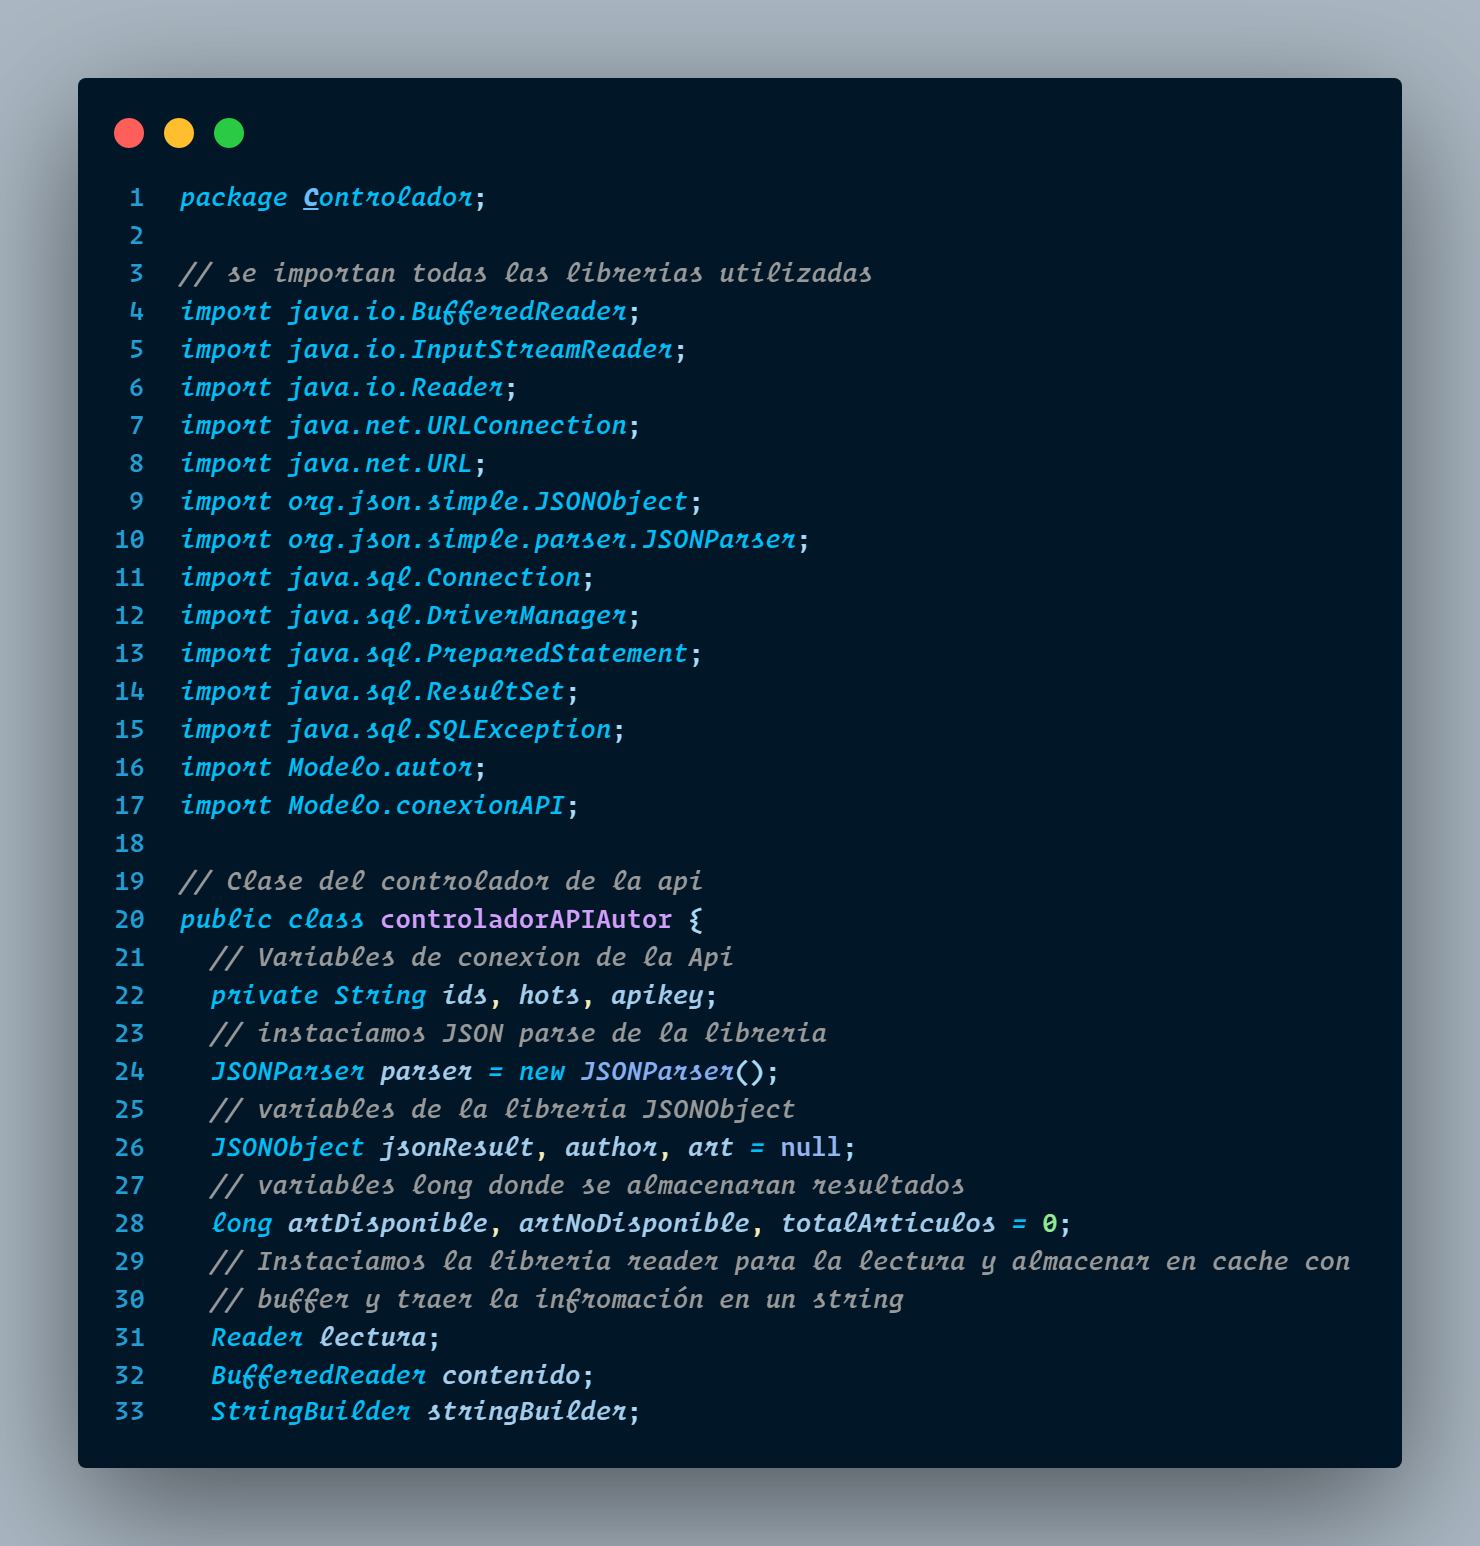 1 package Controlador;
2
3 // se importan todas las librerias utilizadas
4 import java.io.BufferedReader;
5 import java.io.InputStreamReader;
6 import java.io.Reader;
7 import java.net.URLConnection;
8 import java.net.URL;
9 import org.json.simple.JSONObject;
10 import org.json.simple.parser.JSONParser;
11 import java.sql.Connection;
12 import java.sql.DriverManager;
13 import java.sql.PreparedStatement;
14 import java.sql.ResultSet;
15 import java.sql.SQLException;
16 import Modelo.autor;
17 import Modelo.conexionAPI;
18
19 // Clase del controlador de la api
20 public class controladorAPIAutor {
21   // Variables de conexion de la Api
22   private String ids, hots, apikey;
23   // instaciamos JSON parse de la libreria
24   JSONParser parser = new JSONParser();
25   // variables de la libreria JSONObject
26   JSONObject jsonResult, author, art = null;
27   // variables long donde se almacenaran resultados
28   long artDisponible, artNoDisponible, totalArticulos = 0;
29   // Instaciamos la libreria reader para la lectura y almacenar en cache con
30   // buffer y traer la infromación en un string
31   Reader lectura;
32   BufferedReader contenido;
33   StringBuilder stringBuilder;